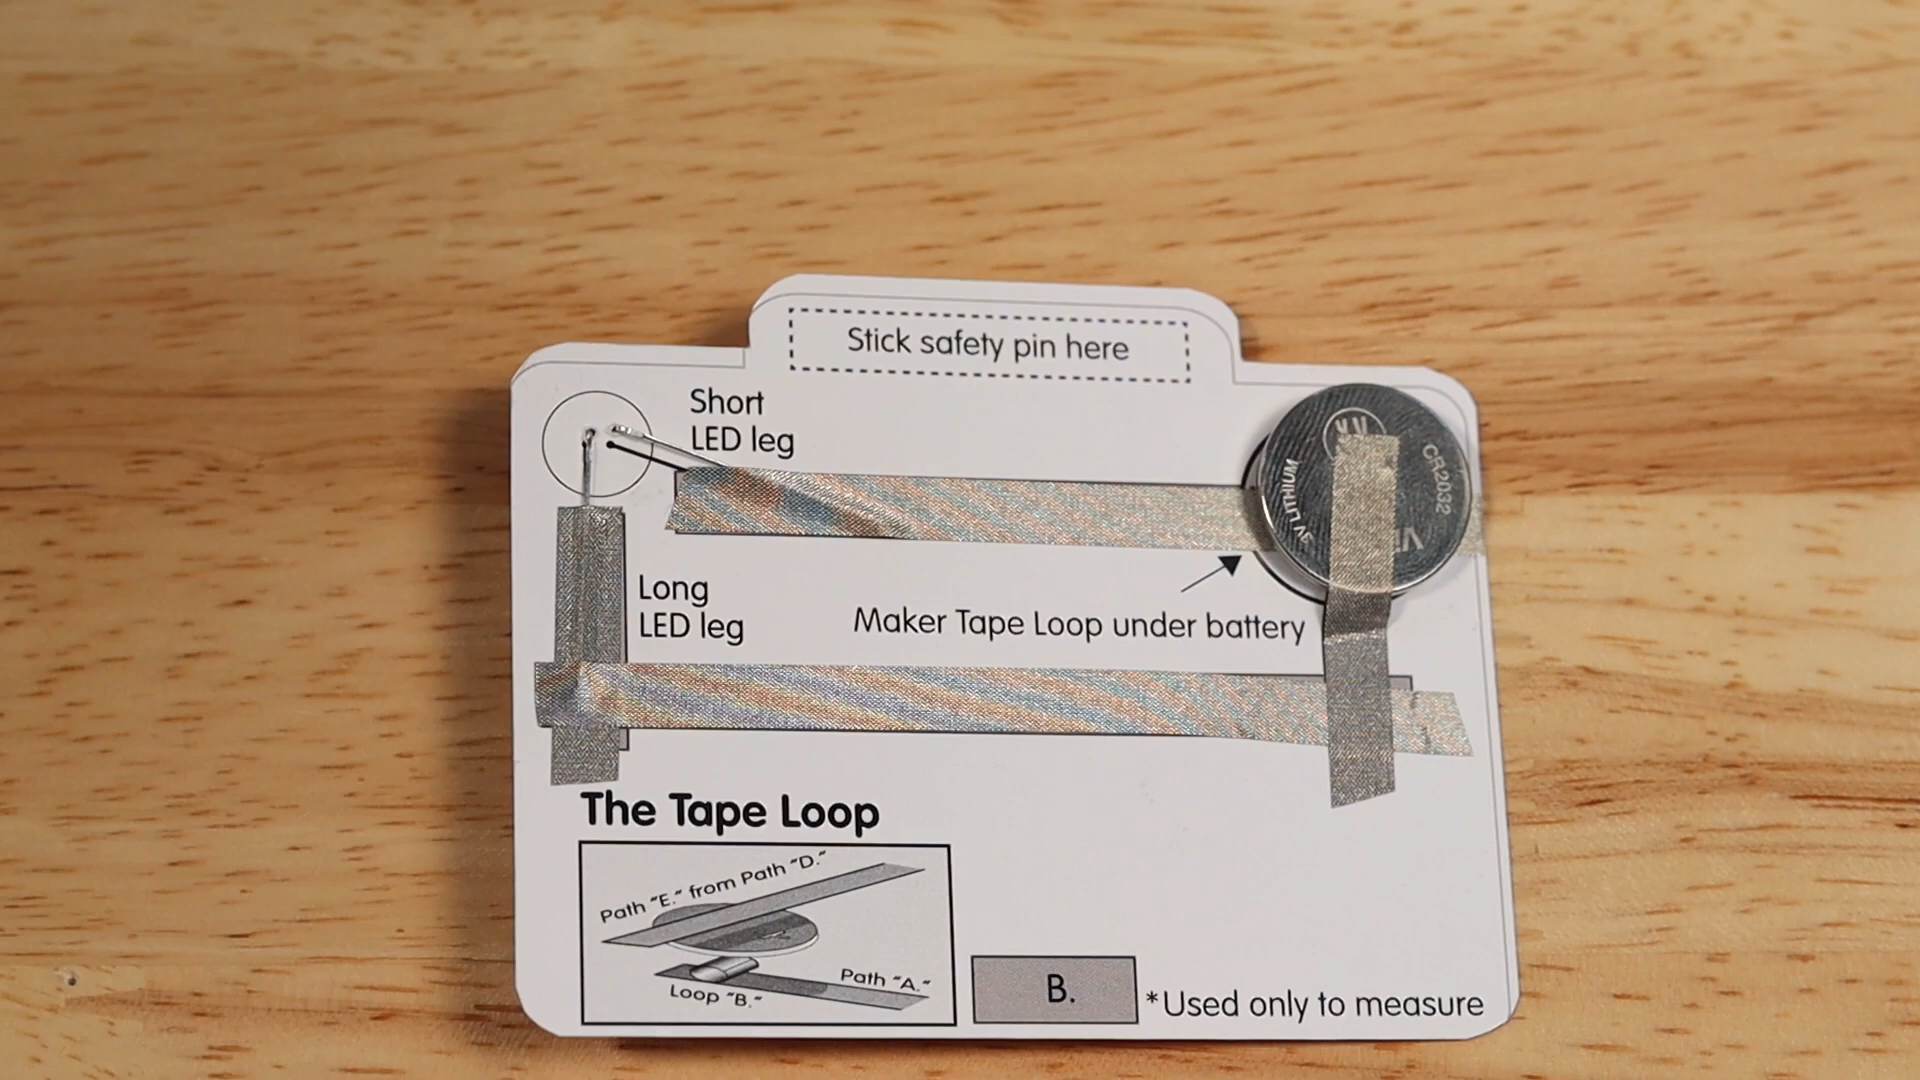 Stick safety pin here
Short
LED leg
CR2032
LITHIUM
3V
Long
LED leg
Maker Tape Loop under battery
The Tape Loop
Path "E." from Path "D."
Path "A."
Loop "B."
B.
*Used only to measure